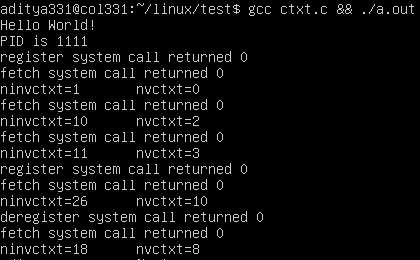 aditya331@col331:~/linux/test$ gcc ctxt.c && ./a.out
Hello World!
PID is 1111
register system call returned 0
fetch system call returned 0
ninvctxt=1 nvctxt=0
fetch system call returned 0
ninvctxt=10 nvctxt=2
fetch system call returned 0
ninvctxt=11 nvctxt=3
register system call returned 0
fetch system call returned 0
ninvctxt=26 nvctxt=10
deregister system call returned 0
fetch system call returned 0
ninvctxt=18 nvctxt=8